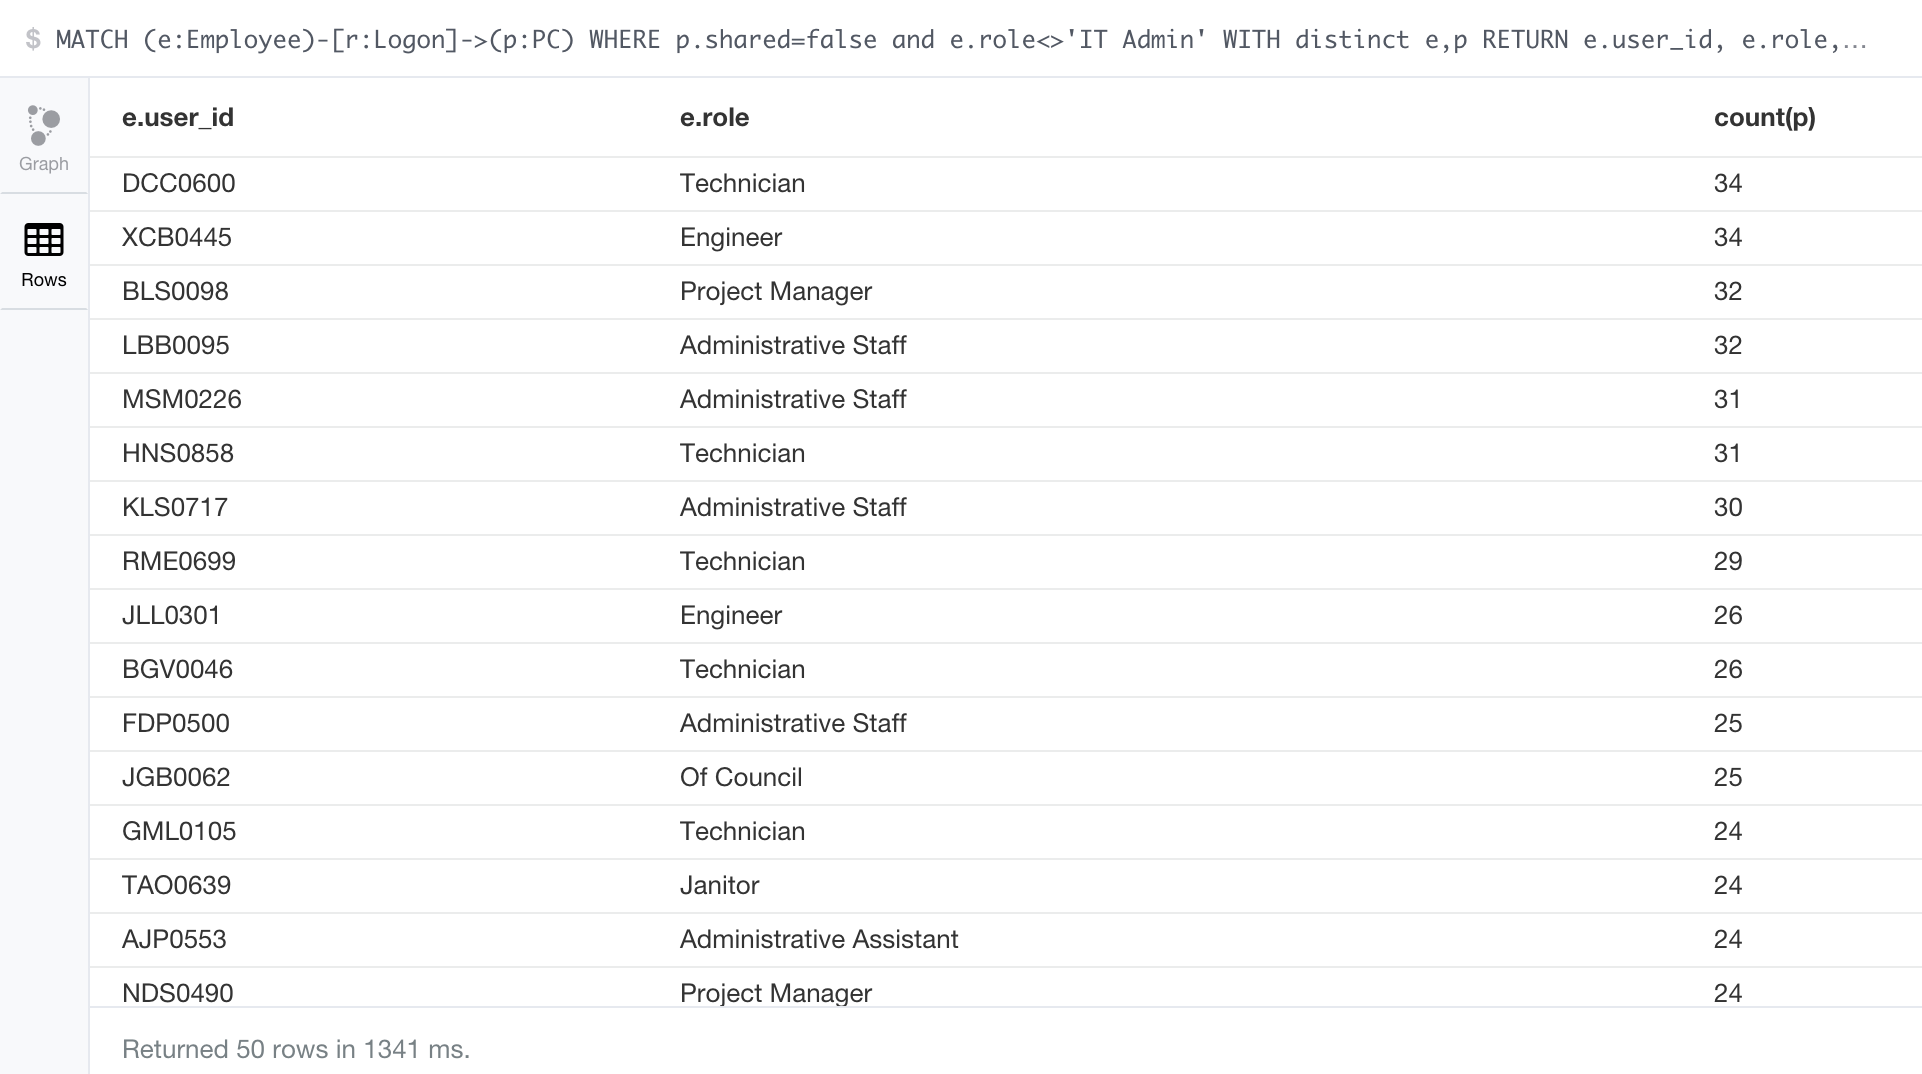 $ MATCH (e:Employee)-[r:Logon]->(p:PC) WHERE p.shared=false and e.role<>'IT Admin' WITH distinct e,p RETURN e.user_id, e.role,...
Graph
Rows
e.user_id e.role count(p)
DCC0600 Technician 34
XCB0445 Engineer 34
BLS0098 Project Manager 32
LBB0095 Administrative Staff 32
MSM0226 Administrative Staff 31
HNS0858 Technician 31
KLS0717 Administrative Staff 30
RME0699 Technician 29
JLL0301 Engineer 26
BGV0046 Technician 26
FDP0500 Administrative Staff 25
JGB0062 Of Council 25
GML0105 Technician 24
TAO0639 Janitor 24
AJP0553 Administrative Assistant 24
NDS0490 Project Manager 24
Returned 50 rows in 1341 ms.